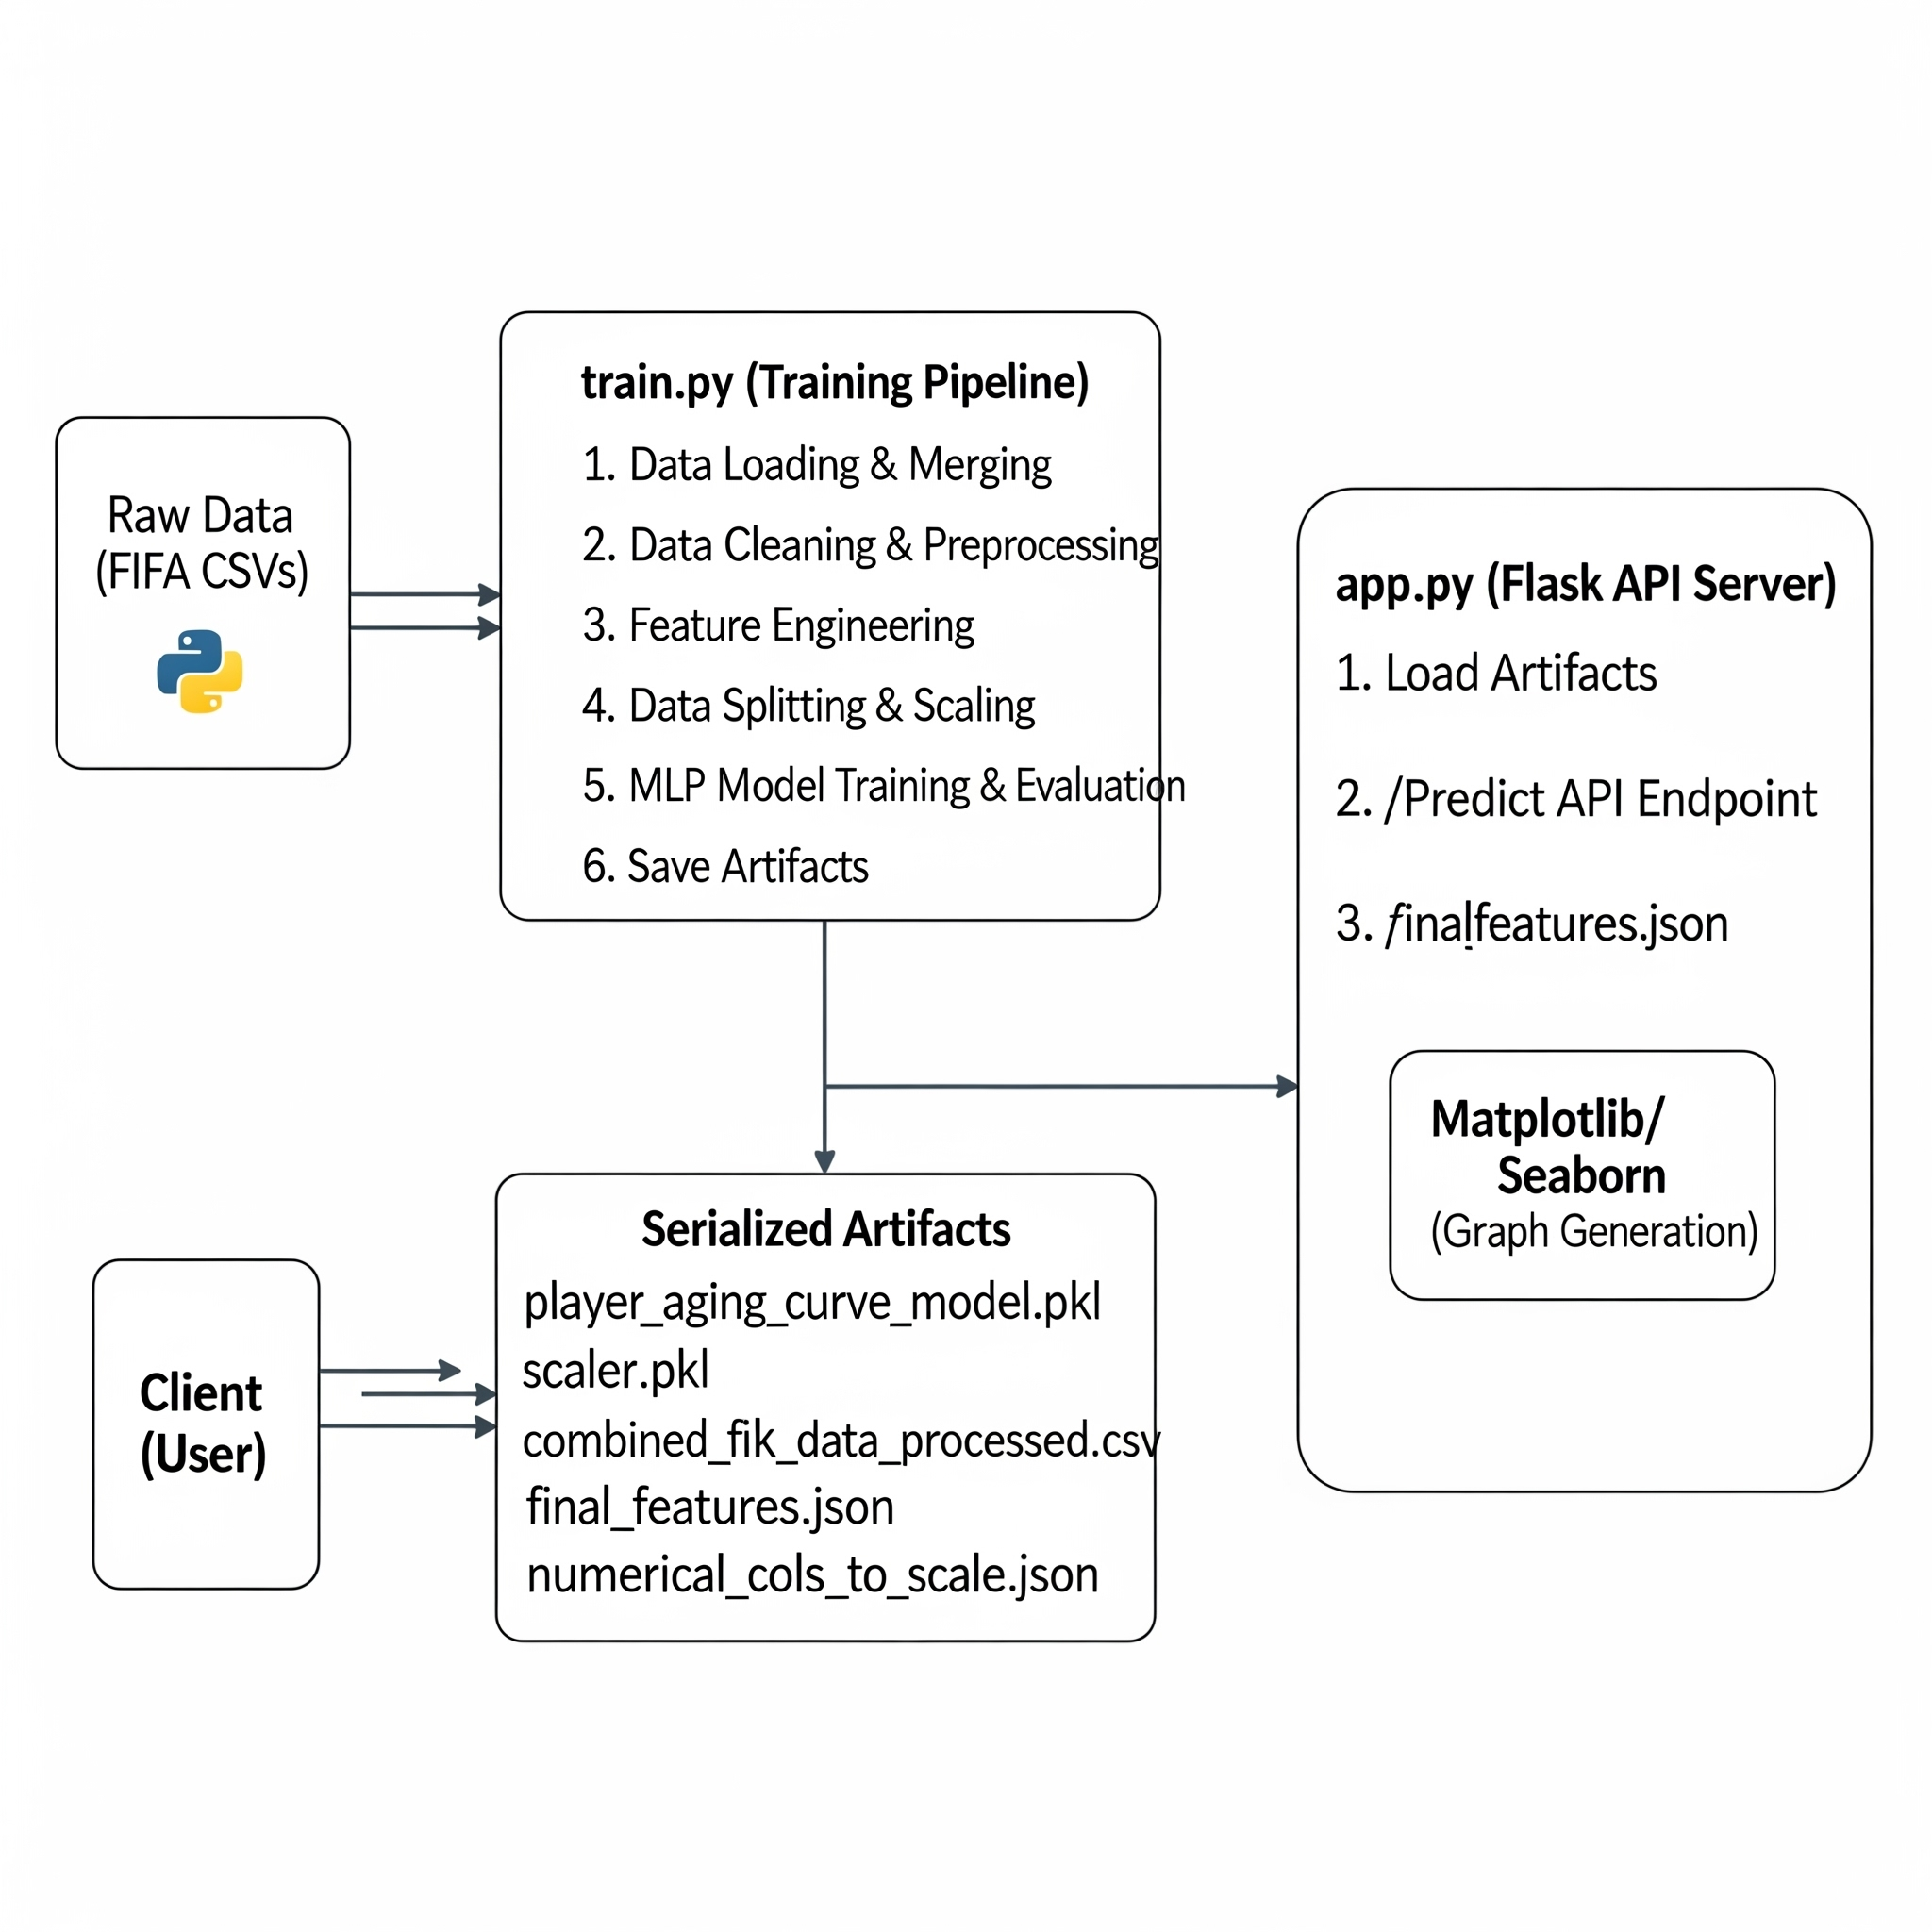 Raw Data
(FIFA CSVs)
train.py (Training Pipeline)
1. Data Loading & Merging
2. Data Cleaning & Preprocessing
3. Feature Engineering
4. Data Splitting & Scaling
5. MLP Model Training & Evaluation
6. Save Artifacts
app.py (Flask API Server)
1. Load Artifacts
2. /Predict API Endpoint
3. /finalfeatures.json
Matplotlib/
Seaborn
(Graph Generation)
Client
(User)
Serialized Artifacts
player_aging_curve_model.pkl
scaler.pkl
combined_fik_data_processed.csv
final_features.json
numerical_cols_to_scale.json